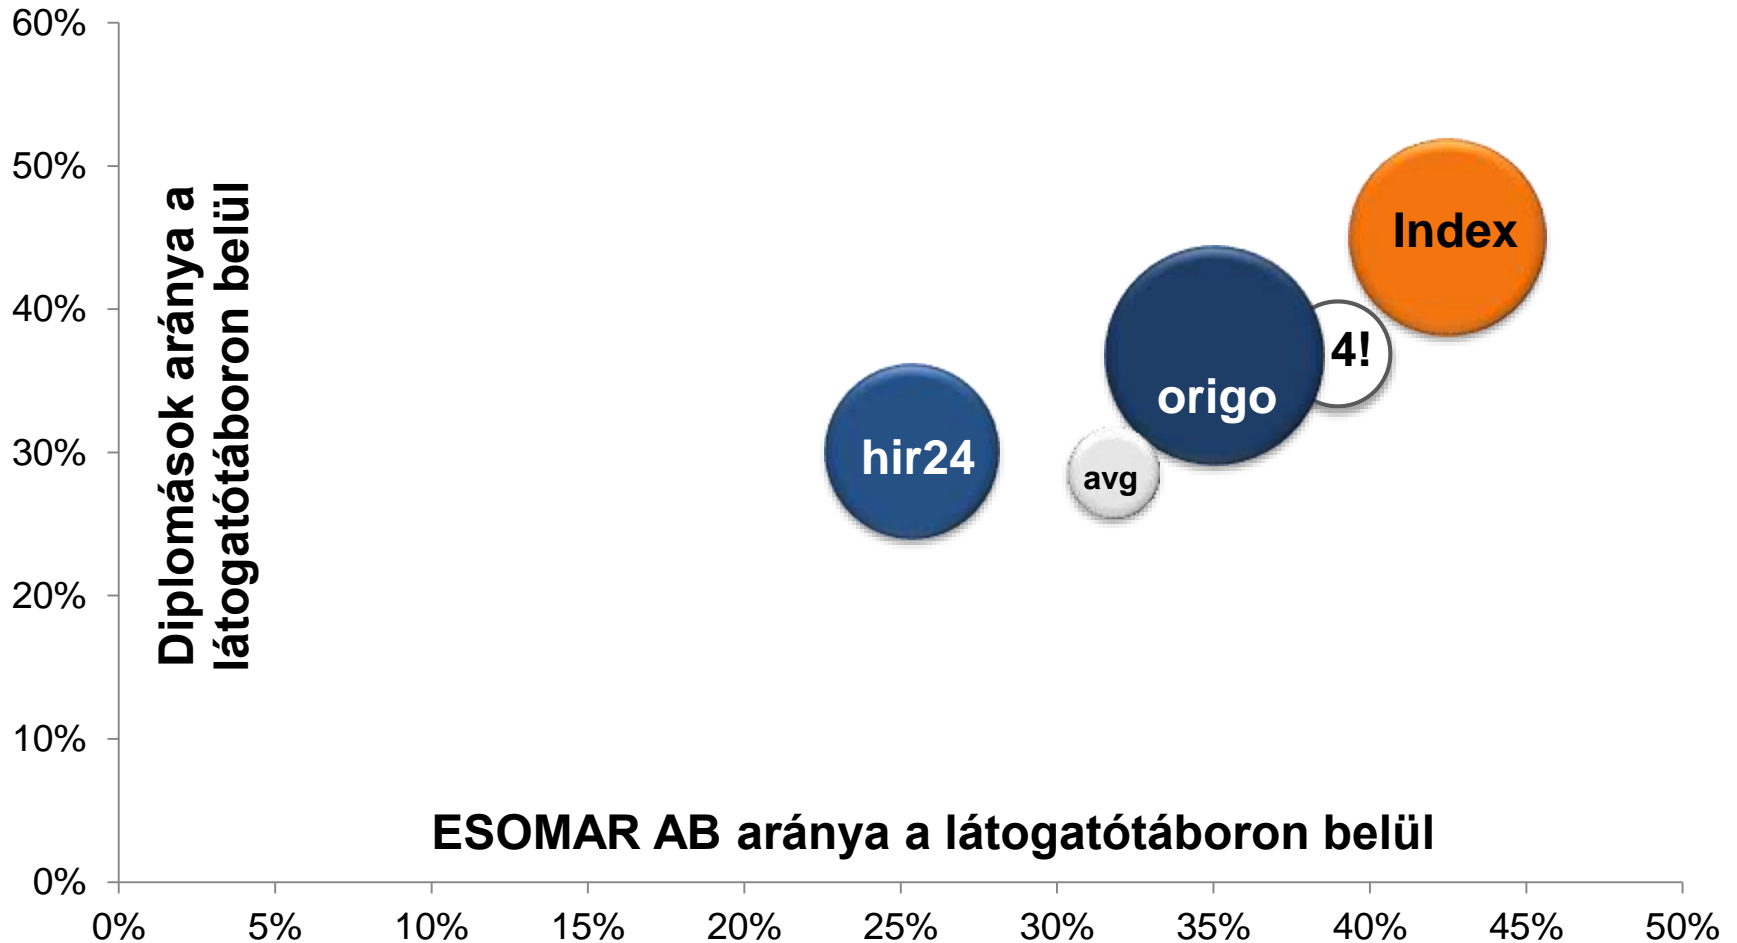 60%
50%
40%
30%
20%
10%
0%
Diplomások aránya a
látogatótáboron belül
Index
4!
origo
hir24
avg
ESOMAR AB aránya a látogatótáboron belül
0% 5% 10% 15% 20% 25% 30% 35% 40% 45% 50%